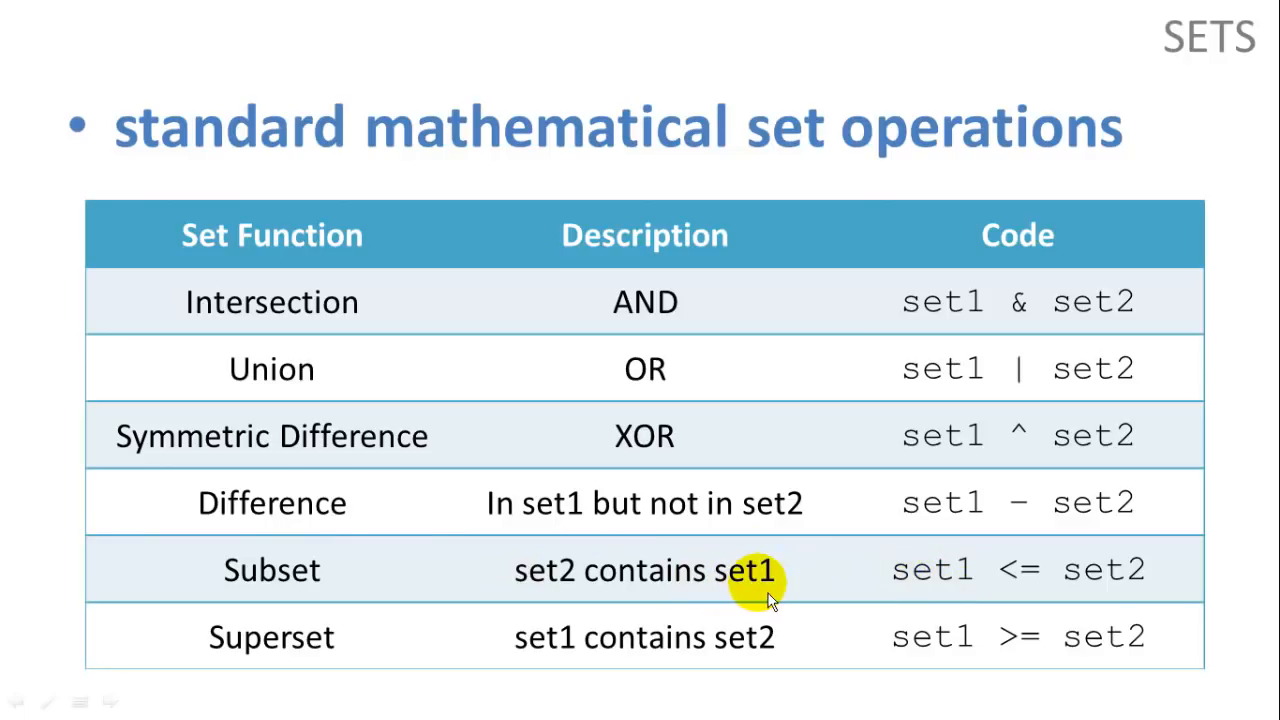 SETS
• standard mathematical set operations
Set Function Description Code
Intersection AND set1 & set2
Union OR set1 | set2
Symmetric Difference XOR set1 ^ set2
Difference In set1 but not in set2 set1 – set2
Subset set2 contains set1 set1 <= set2
Superset set1 contains set2 set1 >= set2